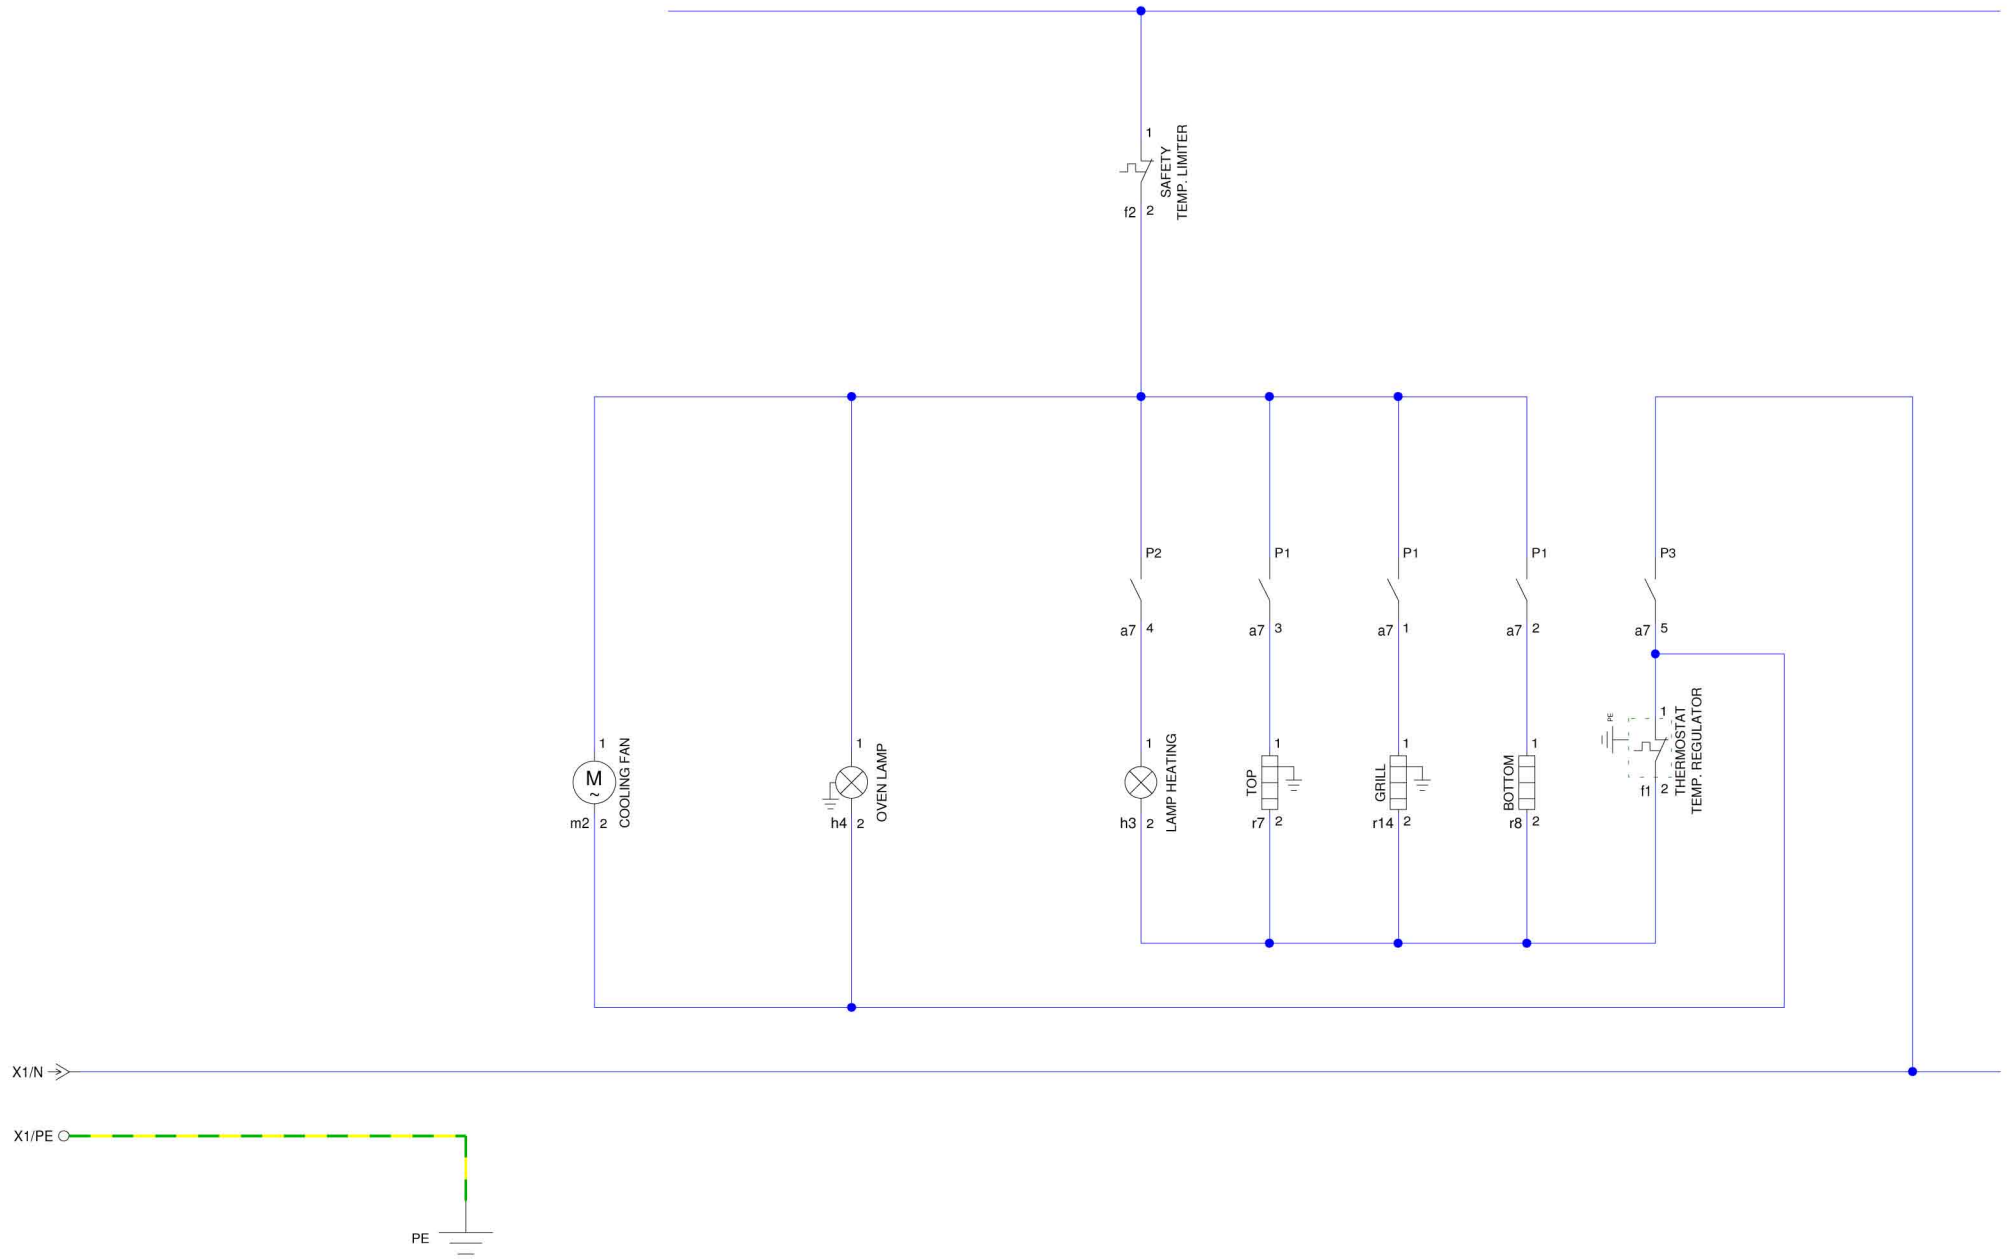 1
SAFETY
TEMP. LIMITER
f2 2
P2
P1
P1
P1
P3
a7 4
a7 3
a7 1
a7 2
a7 5
1
M
~
m2 2
COOLING FAN
1
h4 2
OVEN LAMP
1
h3 2
LAMP HEATING
1
TOP
r7 2
1
GRILL
r14 2
1
BOTTOM
r8 2
PE
1
f1 2
THERMOSTAT
TEMP. REGULATOR
X1/N
X1/PE
PE